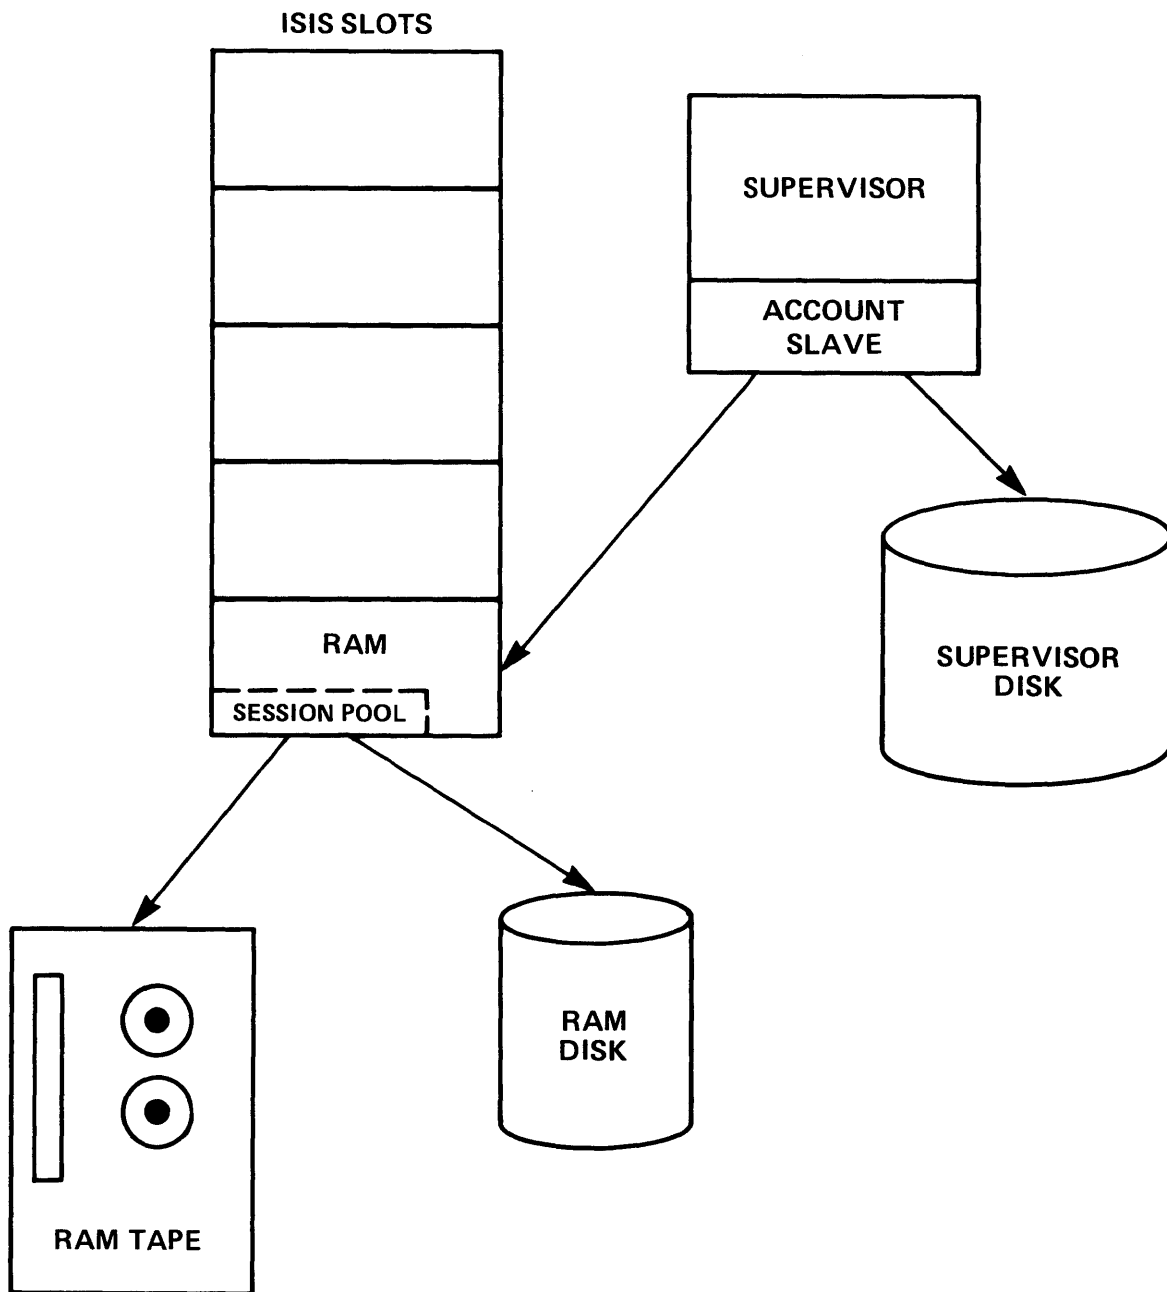 ISIS SLOTS
SUPERVISOR
ACCOUNT
SLAVE
RAM
SESSION POOL
SUPERVISOR
DISK
RAM
DISK
RAM TAPE